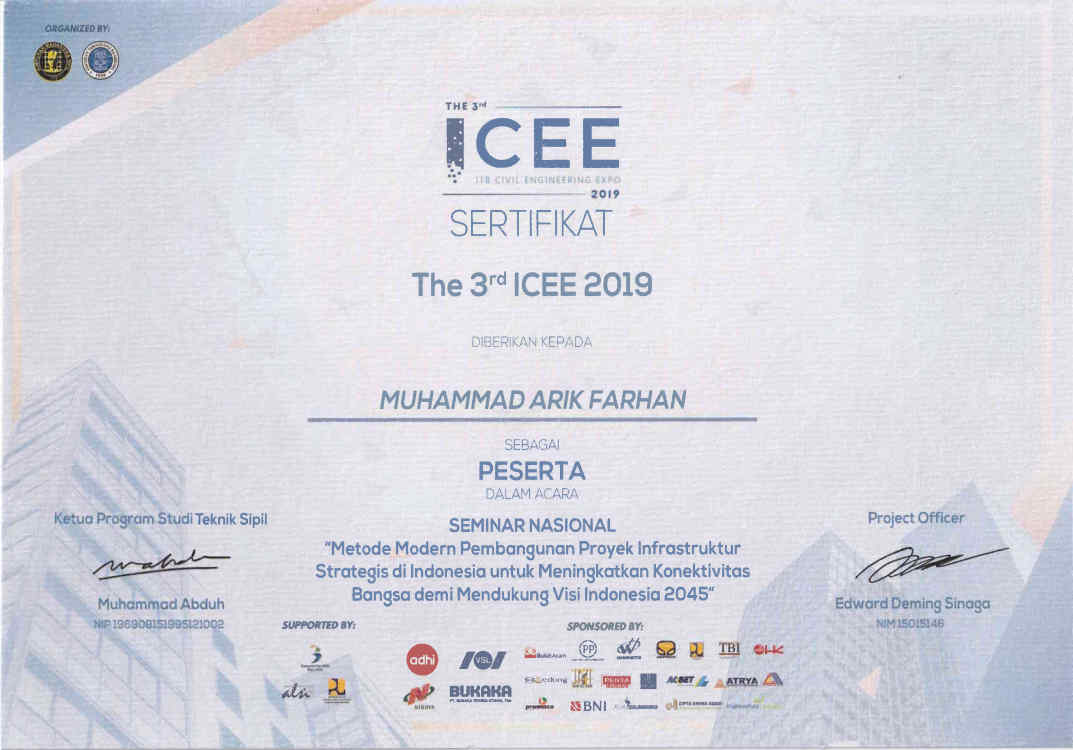 ORGANIZED BY:
THE 3rd
ICEE
ITB CIVIL ENGINEERING EXPO
2019
SERTIFIKAT
The 3rd ICEE 2019
DIBERIKAN KEPADA
MUHAMMAD ARIK FARHAN
SEBAGAI
PESERTA
DALAM ACARA
SEMINAR NASIONAL
"Metode Modern Pembangunan Proyek Infrastruktur
Strategis di Indonesia untuk Meningkatkan Konektivitas
Bangsa demi Mendukung Visi Indonesia 2045"
Ketua Program Studi Teknik Sipil
Muhammad Abduh
NIP 196908151995121002
Project Officer
Edward Deming Sinaga
NIM 15015146
SUPPORTED BY:
SPONSORED BY:
adhi
VSL
Bukit Asam
PP
TBI
BUKAKA
ACSET
ATRYA
BNI